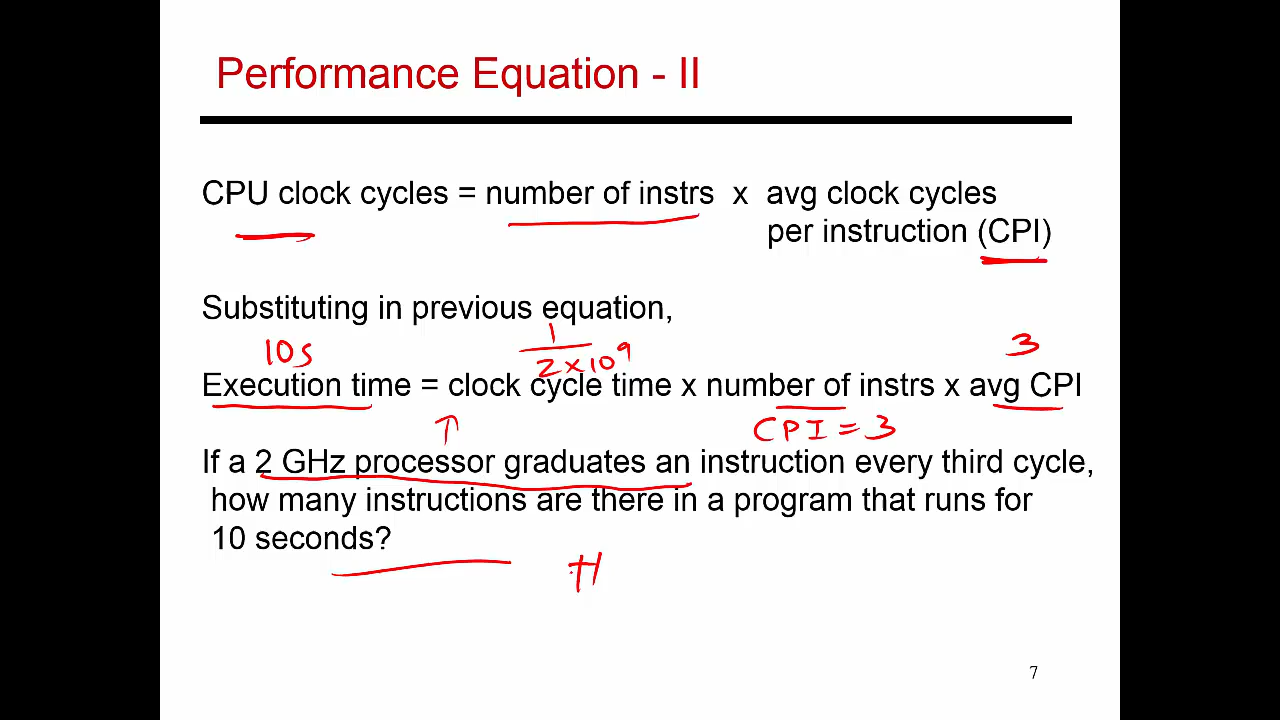 Performance Equation - II
CPU clock cycles = number of instrs x avg clock cycles
per instruction (CPI)
Substituting in previous equation,
10s 1 3
2×10⁹
Execution time = clock cycle time x number of instrs x avg CPI
↑ CPI = 3
If a 2 GHz processor graduates an instruction every third cycle,
how many instructions are there in a program that runs for
10 seconds?
7